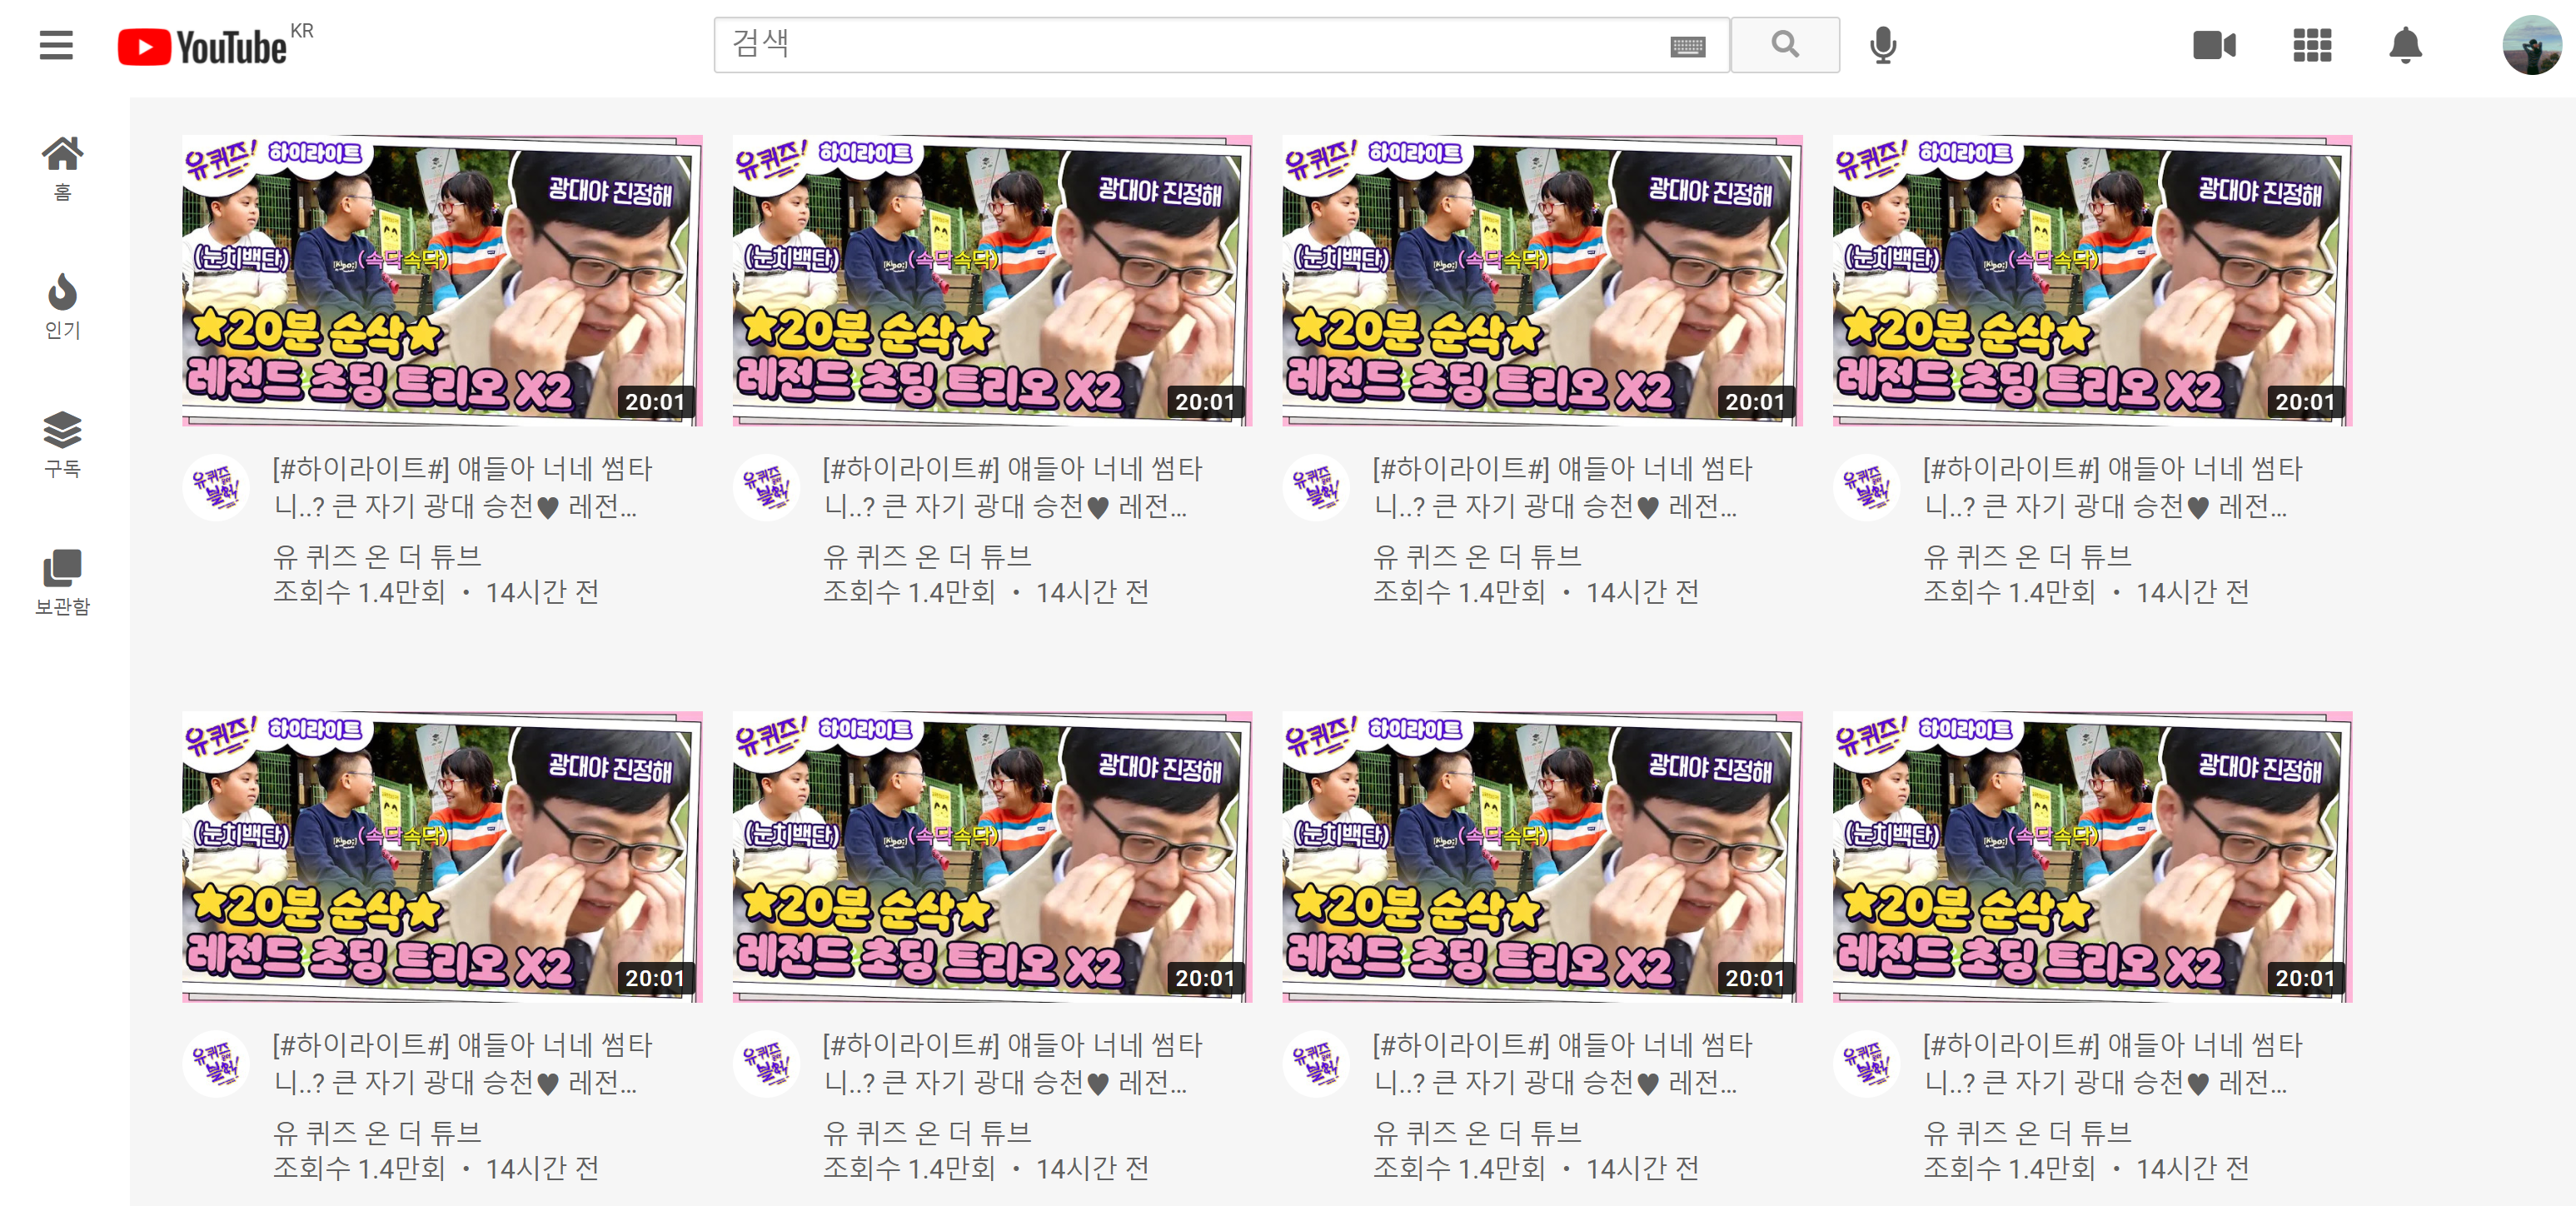 YouTube KR
검색
홈
인기
구독
보관함
유퀴즈! 하이라이트
광대야 진정해
(눈치백단) (속닥속닥)
★20분 순삭★
레전드 초딩 트리오 X2
20:01
유퀴즈! 하이라이트
광대야 진정해
(눈치백단) (속닥속닥)
★20분 순삭★
레전드 초딩 트리오 X2
20:01
유퀴즈! 하이라이트
광대야 진정해
(눈치백단) (속닥속닥)
★20분 순삭★
레전드 초딩 트리오 X2
20:01
유퀴즈! 하이라이트
광대야 진정해
(눈치백단) (속닥속닥)
★20분 순삭★
레전드 초딩 트리오 X2
20:01
[#하이라이트#] 얘들아 너네 썸타
니..? 큰 자기 광대 승천♥ 레전...
유 퀴즈 온 더 튜브
조회수 1.4만회 • 14시간 전
[#하이라이트#] 얘들아 너네 썸타
니..? 큰 자기 광대 승천♥ 레전...
유 퀴즈 온 더 튜브
조회수 1.4만회 • 14시간 전
[#하이라이트#] 얘들아 너네 썸타
니..? 큰 자기 광대 승천♥ 레전...
유 퀴즈 온 더 튜브
조회수 1.4만회 • 14시간 전
[#하이라이트#] 얘들아 너네 썸타
니..? 큰 자기 광대 승천♥ 레전...
유 퀴즈 온 더 튜브
조회수 1.4만회 • 14시간 전
유퀴즈! 하이라이트
광대야 진정해
(눈치백단) (속닥속닥)
★20분 순삭★
레전드 초딩 트리오 X2
20:01
유퀴즈! 하이라이트
광대야 진정해
(눈치백단) (속닥속닥)
★20분 순삭★
레전드 초딩 트리오 X2
20:01
유퀴즈! 하이라이트
광대야 진정해
(눈치백단) (속닥속닥)
★20분 순삭★
레전드 초딩 트리오 X2
20:01
유퀴즈! 하이라이트
광대야 진정해
(눈치백단) (속닥속닥)
★20분 순삭★
레전드 초딩 트리오 X2
20:01
[#하이라이트#] 얘들아 너네 썸타
니..? 큰 자기 광대 승천♥ 레전...
유 퀴즈 온 더 튜브
조회수 1.4만회 • 14시간 전
[#하이라이트#] 얘들아 너네 썸타
니..? 큰 자기 광대 승천♥ 레전...
유 퀴즈 온 더 튜브
조회수 1.4만회 • 14시간 전
[#하이라이트#] 얘들아 너네 썸타
니..? 큰 자기 광대 승천♥ 레전...
유 퀴즈 온 더 튜브
조회수 1.4만회 • 14시간 전
[#하이라이트#] 얘들아 너네 썸타
니..? 큰 자기 광대 승천♥ 레전...
유 퀴즈 온 더 튜브
조회수 1.4만회 • 14시간 전